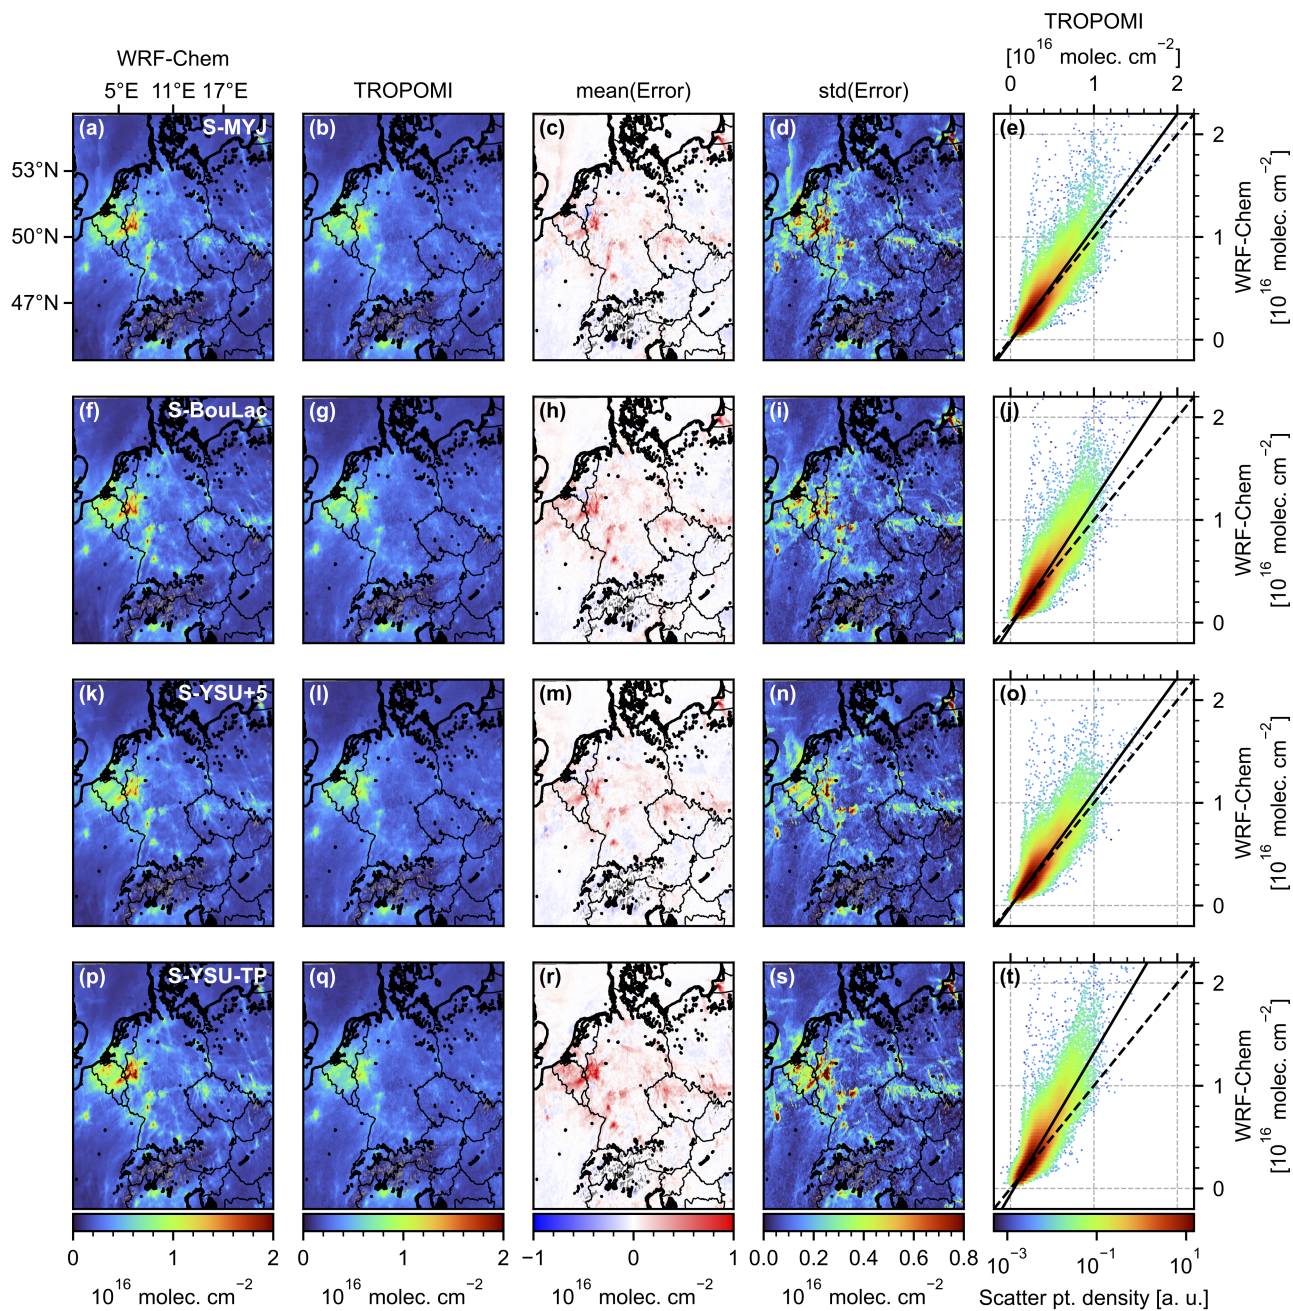 TROPOMI
WRF-Chem
[10^16 molec. cm^−2]
5°E 11°E 17°E
TROPOMI
mean(Error)
std(Error)
0 1 2
(a) S-MYJ
(b)
(c)
(d)
(e)
53°N
50°N
47°N
2
1
0
WRF-Chem
[10^16 molec. cm^−2]
(f) S-BouLac
(g)
(h)
(i)
(j)
2
1
0
WRF-Chem
[10^16 molec. cm^−2]
(k) S-YSU+5
(l)
(m)
(n)
(o)
2
1
0
WRF-Chem
[10^16 molec. cm^−2]
(p) S-YSU-TP
(q)
(r)
(s)
(t)
2
1
0
WRF-Chem
[10^16 molec. cm^−2]
0 1 2
0 1 2
−1 0 1
0.0 0.2 0.4 0.6 0.8
10^−3 10^−1 10^1
10^16 molec. cm^−2
10^16 molec. cm^−2
10^16 molec. cm^−2
10^16 molec. cm^−2
Scatter pt. density [a. u.]